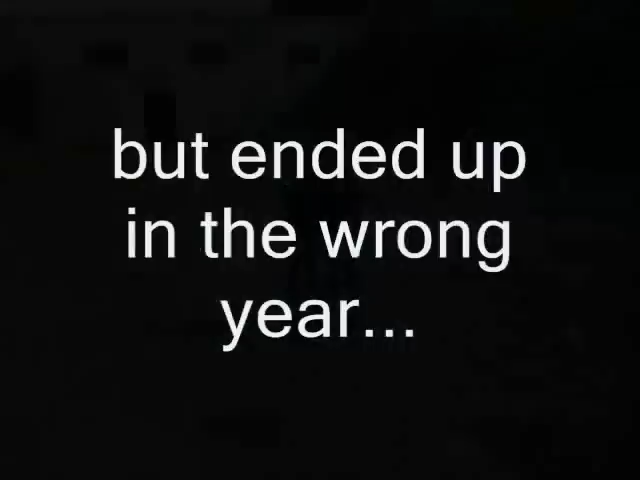 but ended up
in the wrong
year...